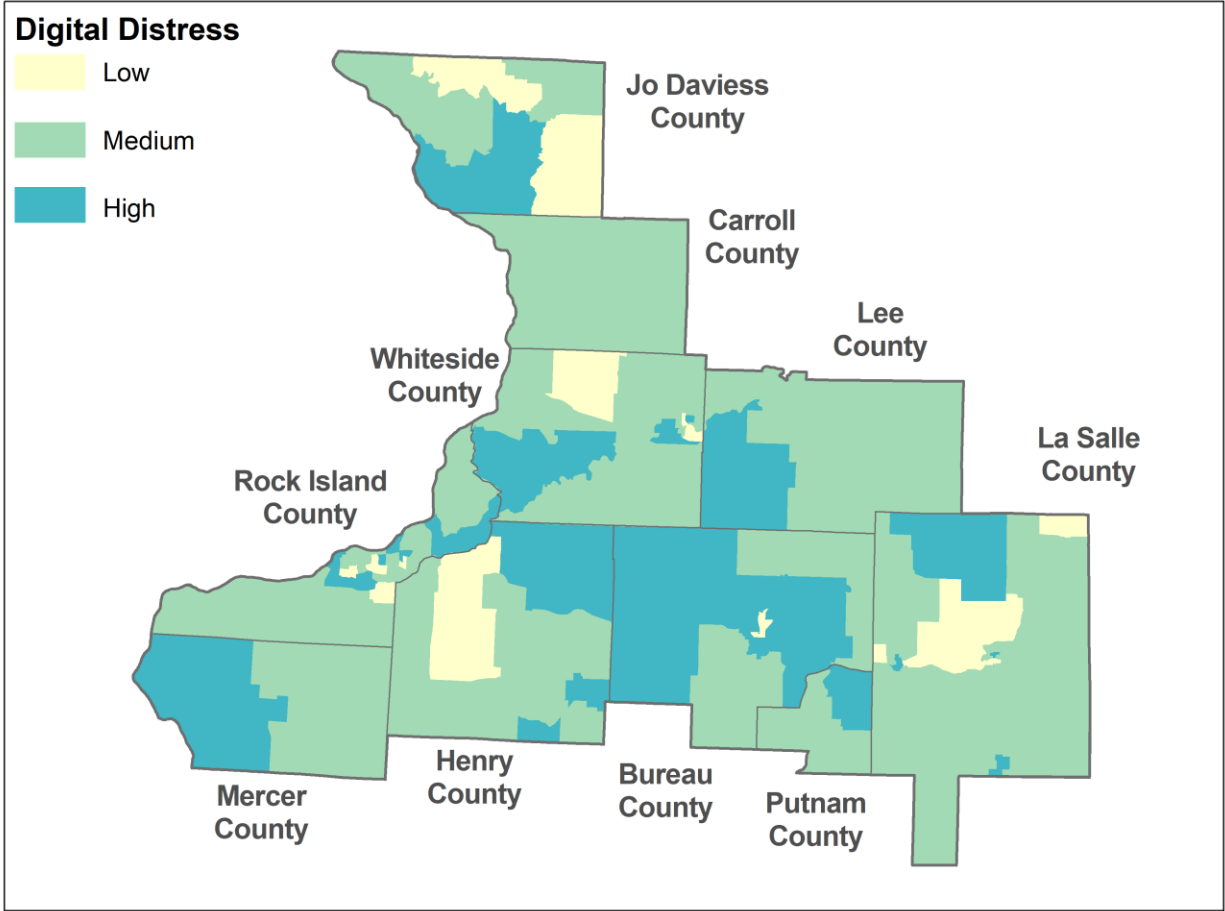 Digital Distress
Low
Medium
High
Jo Daviess
County
Carroll
County
Lee
County
Whiteside
County
La Salle
County
Rock Island
County
Henry
County
Bureau
County
Mercer
County
Putnam
County